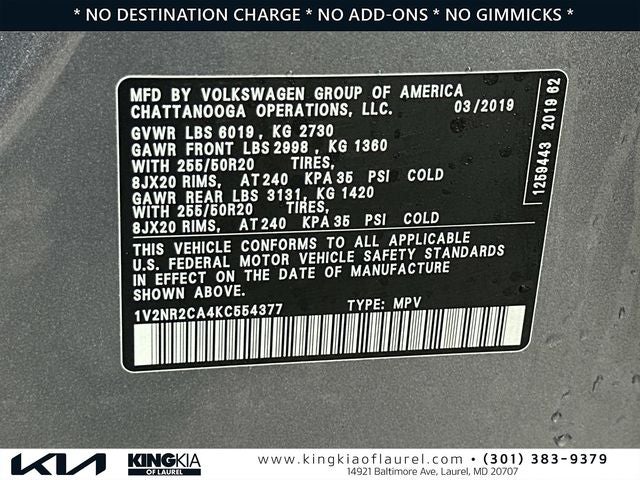 * NO DESTINATION CHARGE * NO ADD-ONS * NO GIMMICKS *
MFD BY VOLKSWAGEN GROUP OF AMERICA
CHATTANOOGA OPERATIONS, LLC. 03/2019
GVWR LBS 6019, KG 2730
GAWR FRONT LBS 2998, KG 1360
WITH 255/50R20 TIRES,
8JX20 RIMS, AT 240 KPA 35 PSI COLD
GAWR REAR LBS 3131, KG 1420
WITH 255/50R20 TIRES,
8JX20 RIMS, AT 240 KPA 35 PSI COLD
THIS VEHICLE CONFORMS TO ALL APPLICABLE
U.S. FEDERAL MOTOR VEHICLE SAFETY STANDARDS
IN EFFECT ON THE DATE OF MANUFACTURE
SHOWN ABOVE.
1V2NR2CA4KC554377 TYPE: MPV
1259443 2019 62
KIA KING KIA
OF LAUREL
www.kingkiaoflaurel.com - (301) 383-9379
14921 Baltimore Ave, Laurel, MD 20707